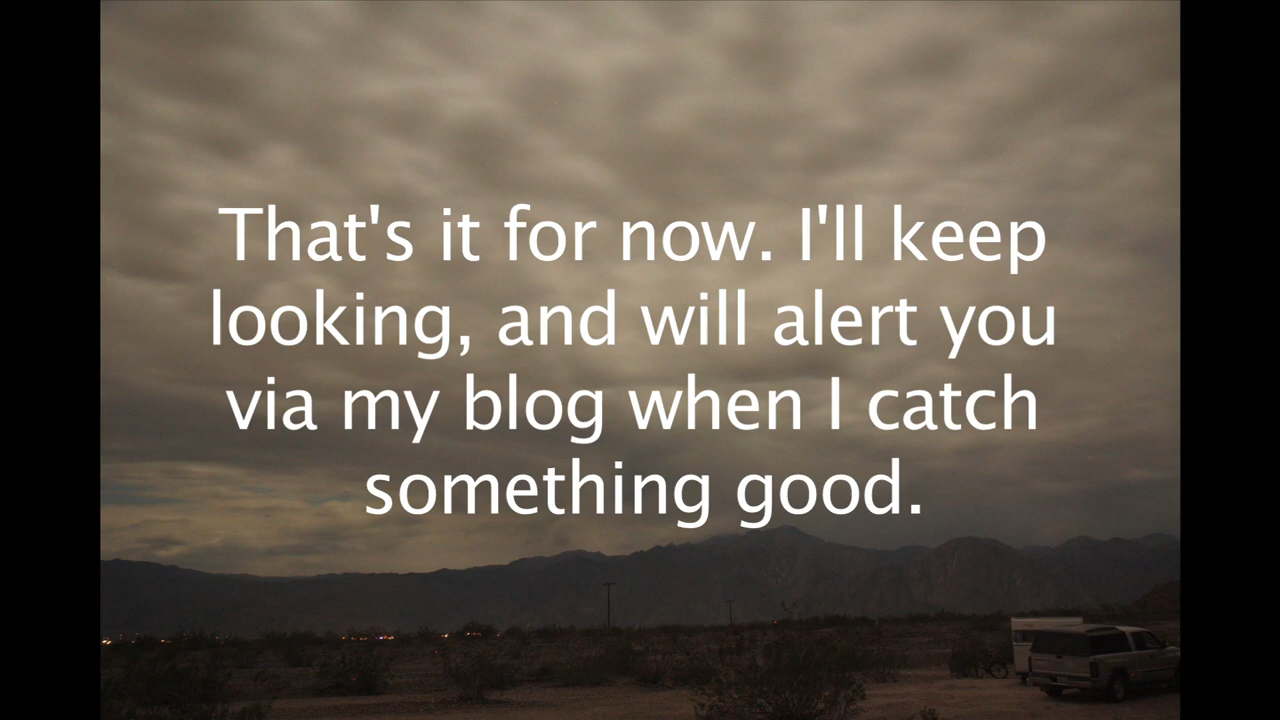 That's it for now. I'll keep
looking, and will alert you
via my blog when I catch
something good.